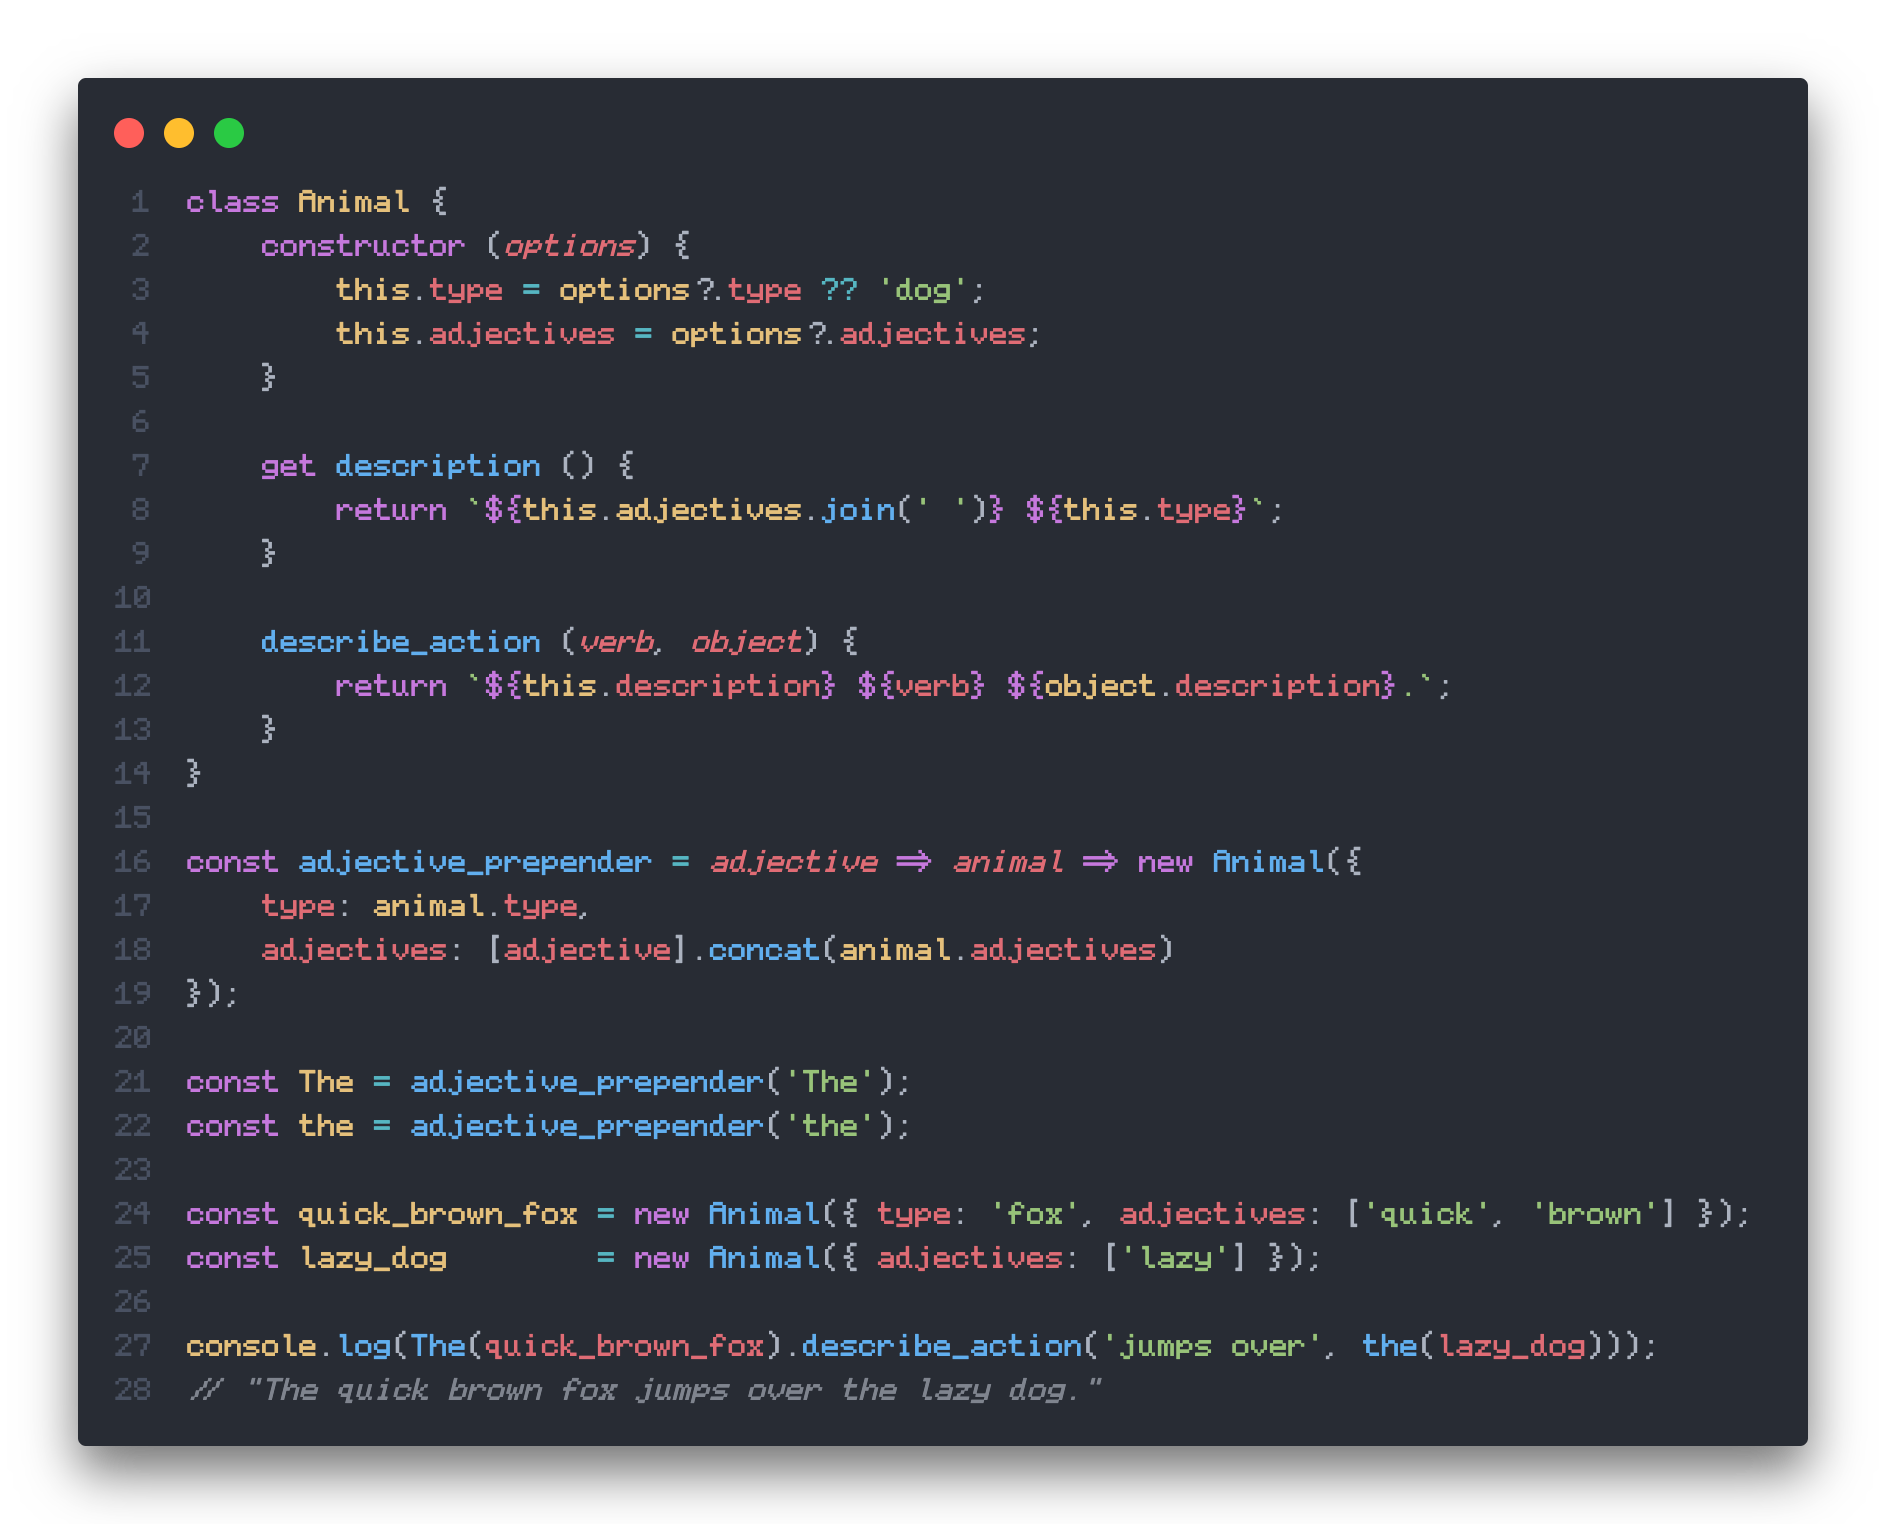 1 class Animal {
2     constructor (options) {
3         this.type = options?.type ?? 'dog';
4         this.adjectives = options?.adjectives;
5     }
6
7     get description () {
8         return `${this.adjectives.join(' ')} ${this.type}`;
9     }
10
11     describe_action (verb, object) {
12         return `${this.description} ${verb} ${object.description}.`;
13     }
14 }
15
16 const adjective_prepender = adjective => animal => new Animal({
17     type: animal.type,
18     adjectives: [adjective].concat(animal.adjectives)
19 });
20
21 const The = adjective_prepender('The');
22 const the = adjective_prepender('the');
23
24 const quick_brown_fox = new Animal({ type: 'fox', adjectives: ['quick', 'brown'] });
25 const lazy_dog        = new Animal({ adjectives: ['lazy'] });
26
27 console.log(The(quick_brown_fox).describe_action('jumps over', the(lazy_dog)));
28 // "The quick brown fox jumps over the lazy dog."